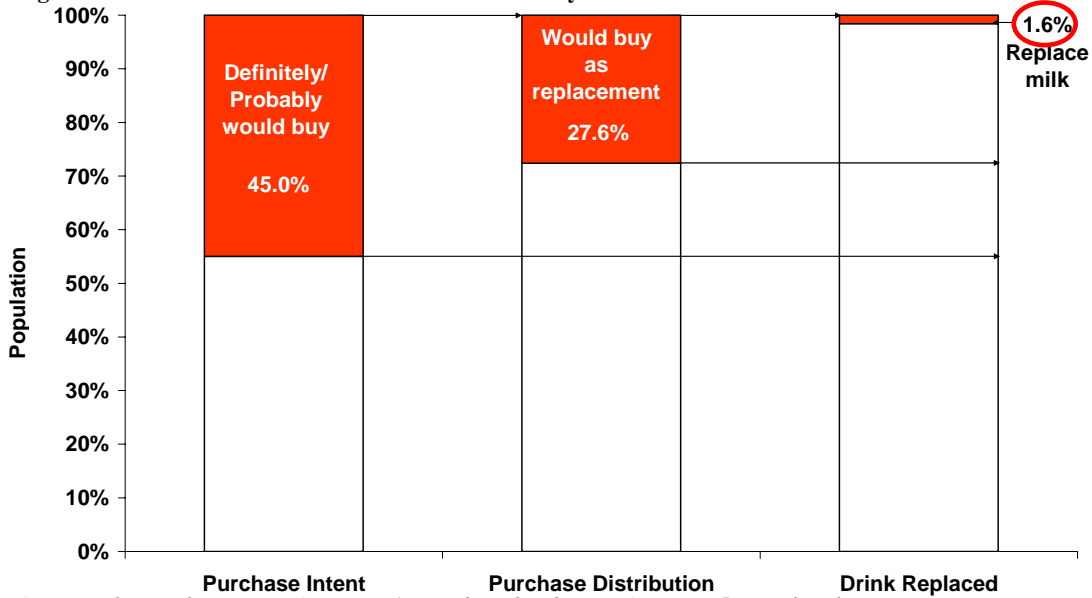 100%
90%
80%
70%
60%
50%
40%
30%
20%
10%
0%
Population
Definitely/
Probably
would buy
45.0%
Would buy
as
replacement
27.6%
1.6%
Replace
milk
Purchase Intent
Purchase Distribution
Drink Replaced